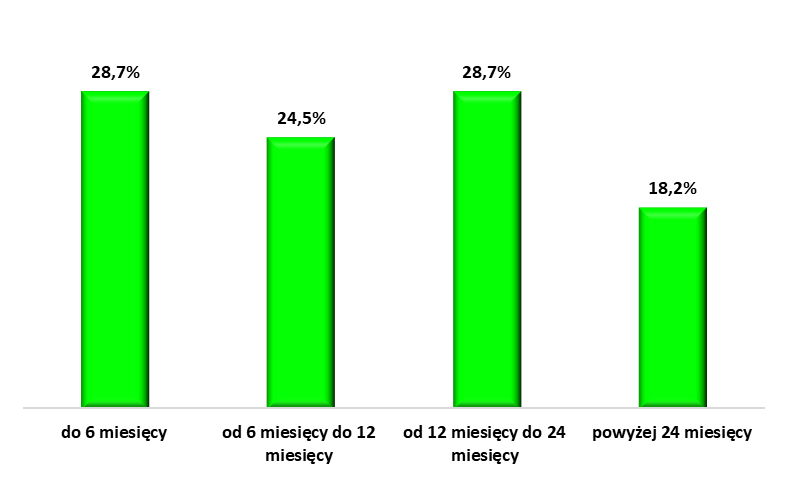 28,7%
24,5%
28,7%
18,2%
do 6 miesięcy
od 6 miesięcy do 12
miesięcy
od 12 miesięcy do 24
miesięcy
powyżej 24 miesięcy